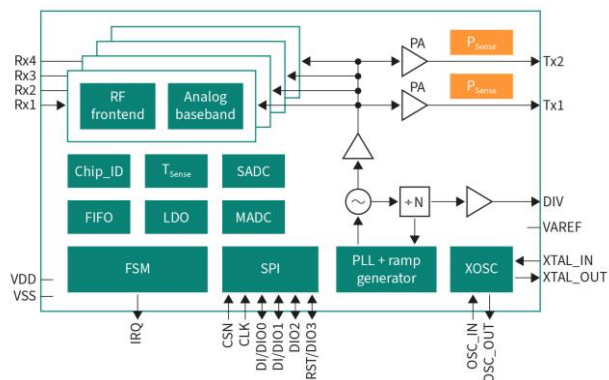 Rx4
Rx3
Rx2
Rx1
RF frontend
Analog baseband
PA
PSense
Tx2
PA
PSense
Tx1
Chip_ID
TSense
SADC
FIFO
LDO
MADC
÷N
DIV
VAREF
FSM
SPI
PLL + ramp generator
XOSC
XTAL_IN
XTAL_OUT
VDD
VSS
IRQ
CSN
CLK
DI/DIO0
DI/DIO1
DIO2
RST/DIO3
OSC_IN
OSC_OUT